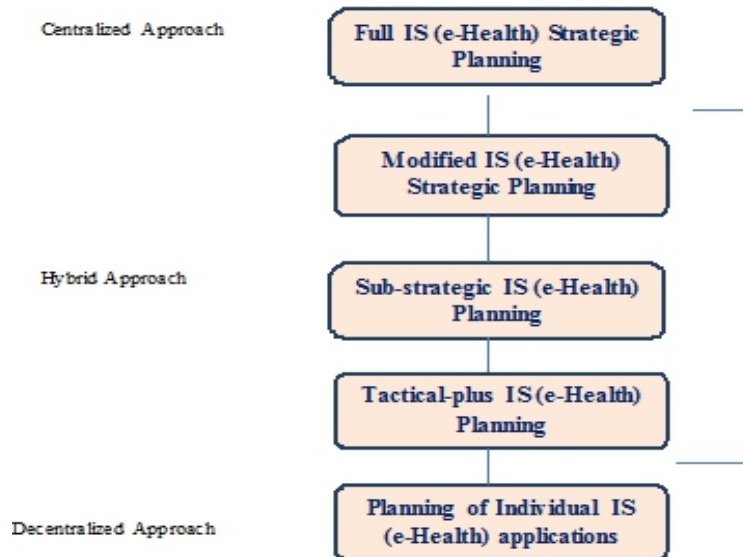 Centralized Approach
Full IS (e-Health) Strategic
Planning
Modified IS (e-Health)
Strategic Planning
Hybrid Approach
Sub-strategic IS (e-Health)
Planning
Tactical-plus IS (e-Health)
Planning
Decentralized Approach
Planning of Individual IS
(e-Health) applications